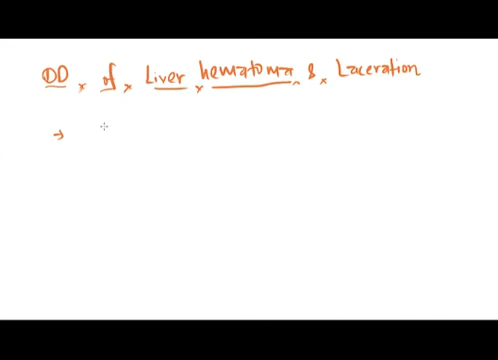 DD of Liver hematoma & Laceration
→